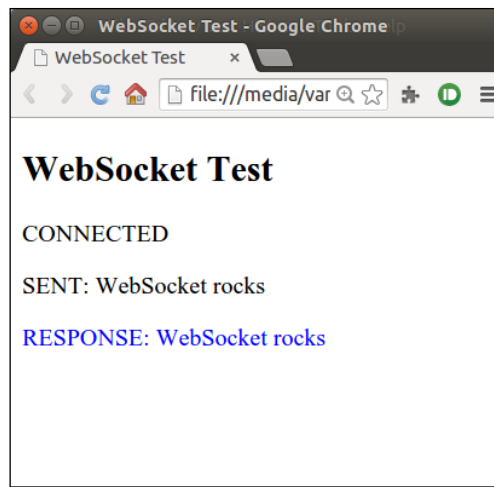 WebSocket Test - Google Chrome
WebSocket Test
file:///media/var
WebSocket Test
CONNECTED
SENT: WebSocket rocks
RESPONSE: WebSocket rocks